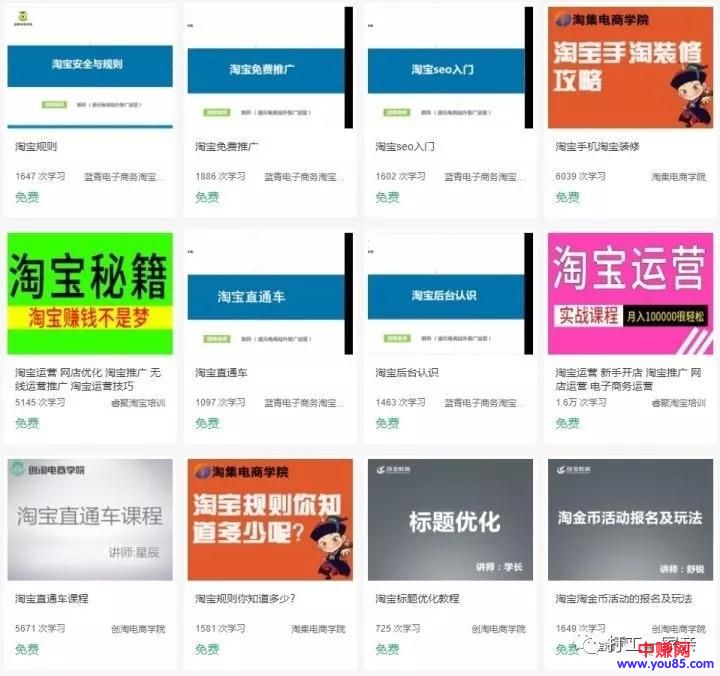 淘宝安全与规则
淘宝规则
1647 次学习 蓝青电子商务淘宝...
免费
淘宝免费推广
淘宝免费推广
1886 次学习 蓝青电子商务淘宝...
免费
淘宝seo入门
淘宝seo入门
1602 次学习 蓝青电子商务淘宝...
免费
淘集电商学院
淘宝手淘装修
攻略
淘宝手机淘宝装修
6039 次学习 淘集电商学院
免费
淘宝秘籍
淘宝赚钱不是梦
淘宝运营 网店优化 淘宝推广 无
线运营推广 淘宝运营技巧
5145 次学习 睿聚淘宝培训
免费
淘宝直通车
淘宝直通车
1097 次学习 蓝青电子商务淘宝...
免费
淘宝后台认识
淘宝后台认识
1463 次学习 蓝青电子商务淘宝...
免费
淘宝运营
实战课程 月入100000很轻松
淘宝运营 新手开店 淘宝推广 网
店运营 电子商务运营
1.6万 次学习 睿聚淘宝培训
免费
创淘电商学院
淘宝直通车课程
讲师:星辰
淘宝直通车课程
5671 次学习 创淘电商学院
免费
淘集电商学院
淘宝规则你知
道多少呢?
淘宝规则你知道多少?
1581 次学习 淘集电商学院
免费
标题优化
讲师：学长
淘宝标题优化教程
725 次学习 创淘电商学院
免费
淘金币活动报名及玩法
讲师：舒锐
淘宝淘金币活动的报名及玩法
1649 次学习 创淘电商学院
免费
中赚网
www.you85.com